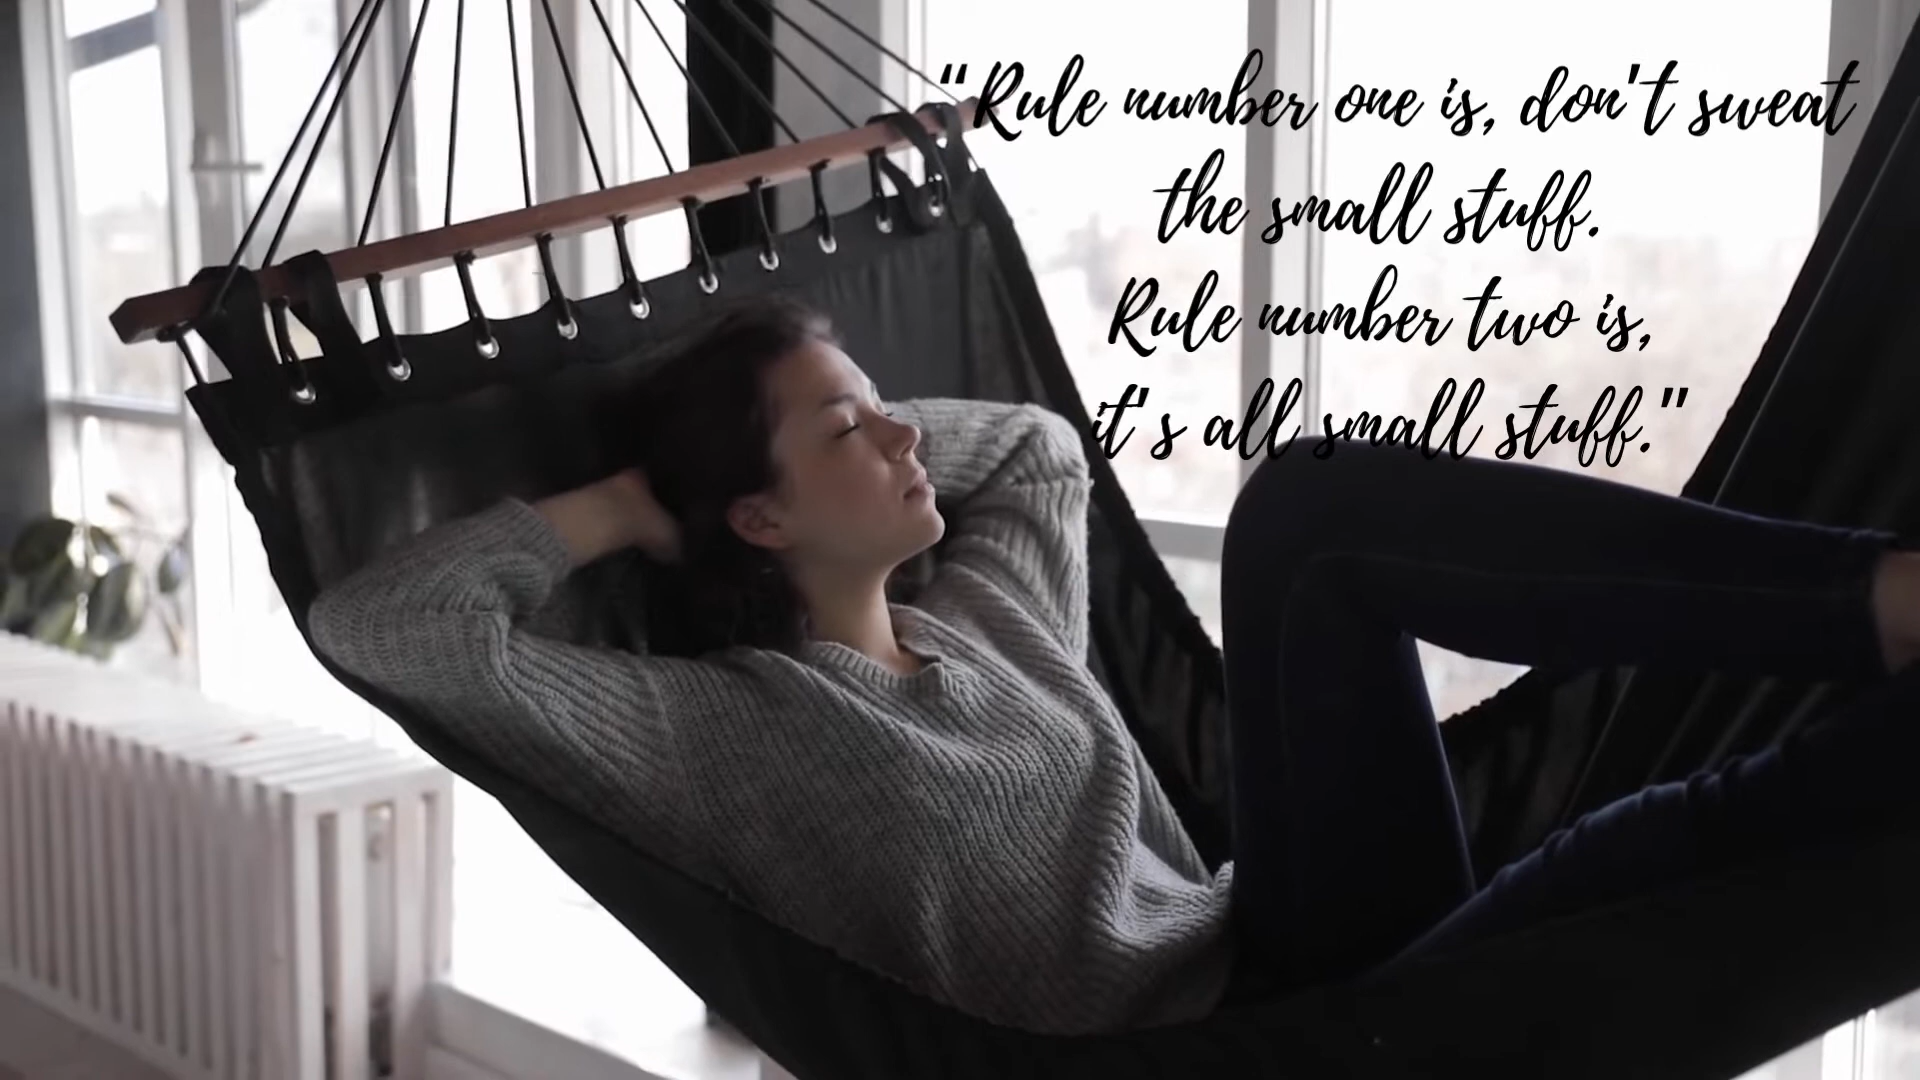 “Rule number one is, don't sweat
the small stuff.
Rule number two is,
it's all small stuff."